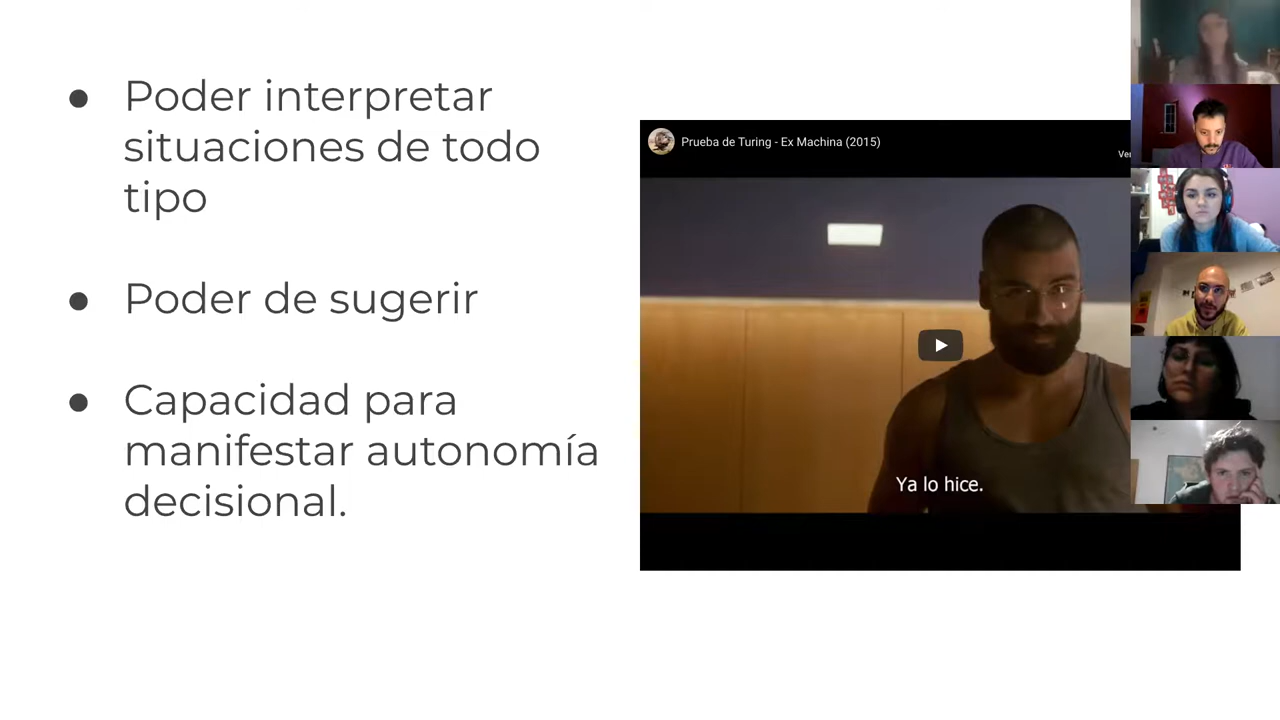 ● Poder interpretar
situaciones de todo
tipo
● Poder de sugerir
● Capacidad para
manifestar autonomía
decisional.
Prueba de Turing - Ex Machina (2015)
Ya lo hice.